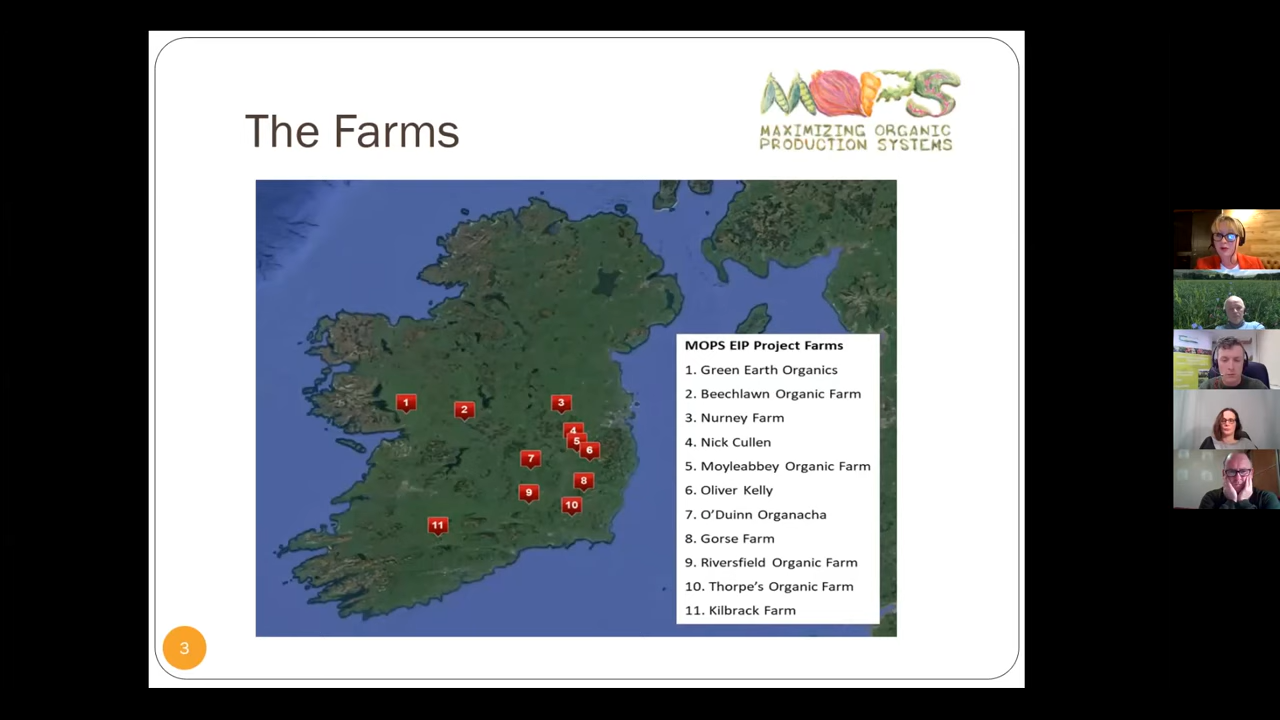 The Farms
MOPS
MAXIMIZING ORGANIC
PRODUCTION SYSTEMS
1
2
3
4
5
6
7
8
9
10
11
MOPS EIP Project Farms
1. Green Earth Organics
2. Beechlawn Organic Farm
3. Nurney Farm
4. Nick Cullen
5. Moyleabbey Organic Farm
6. Oliver Kelly
7. O'Duinn Organacha
8. Gorse Farm
9. Riversfield Organic Farm
10. Thorpe's Organic Farm
11. Kilbrack Farm
3